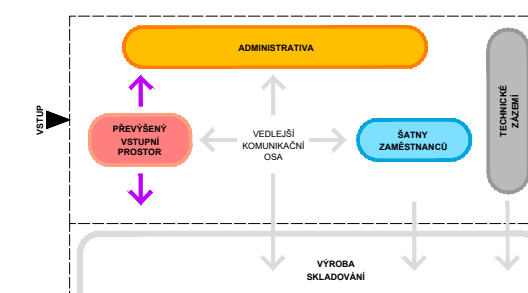 ADMINISTRATIVA
VSTUP
PŘEVÝŠENÝ
VSTUPNÍ
PROSTOR
VEDLEJŠÍ
KOMUNIKAČNÍ
OSA
ŠATNY
ZAMĚSTNANCŮ
TECHNICKÉ
ZÁZEMÍ
VÝROBA
SKLADOVÁNÍ